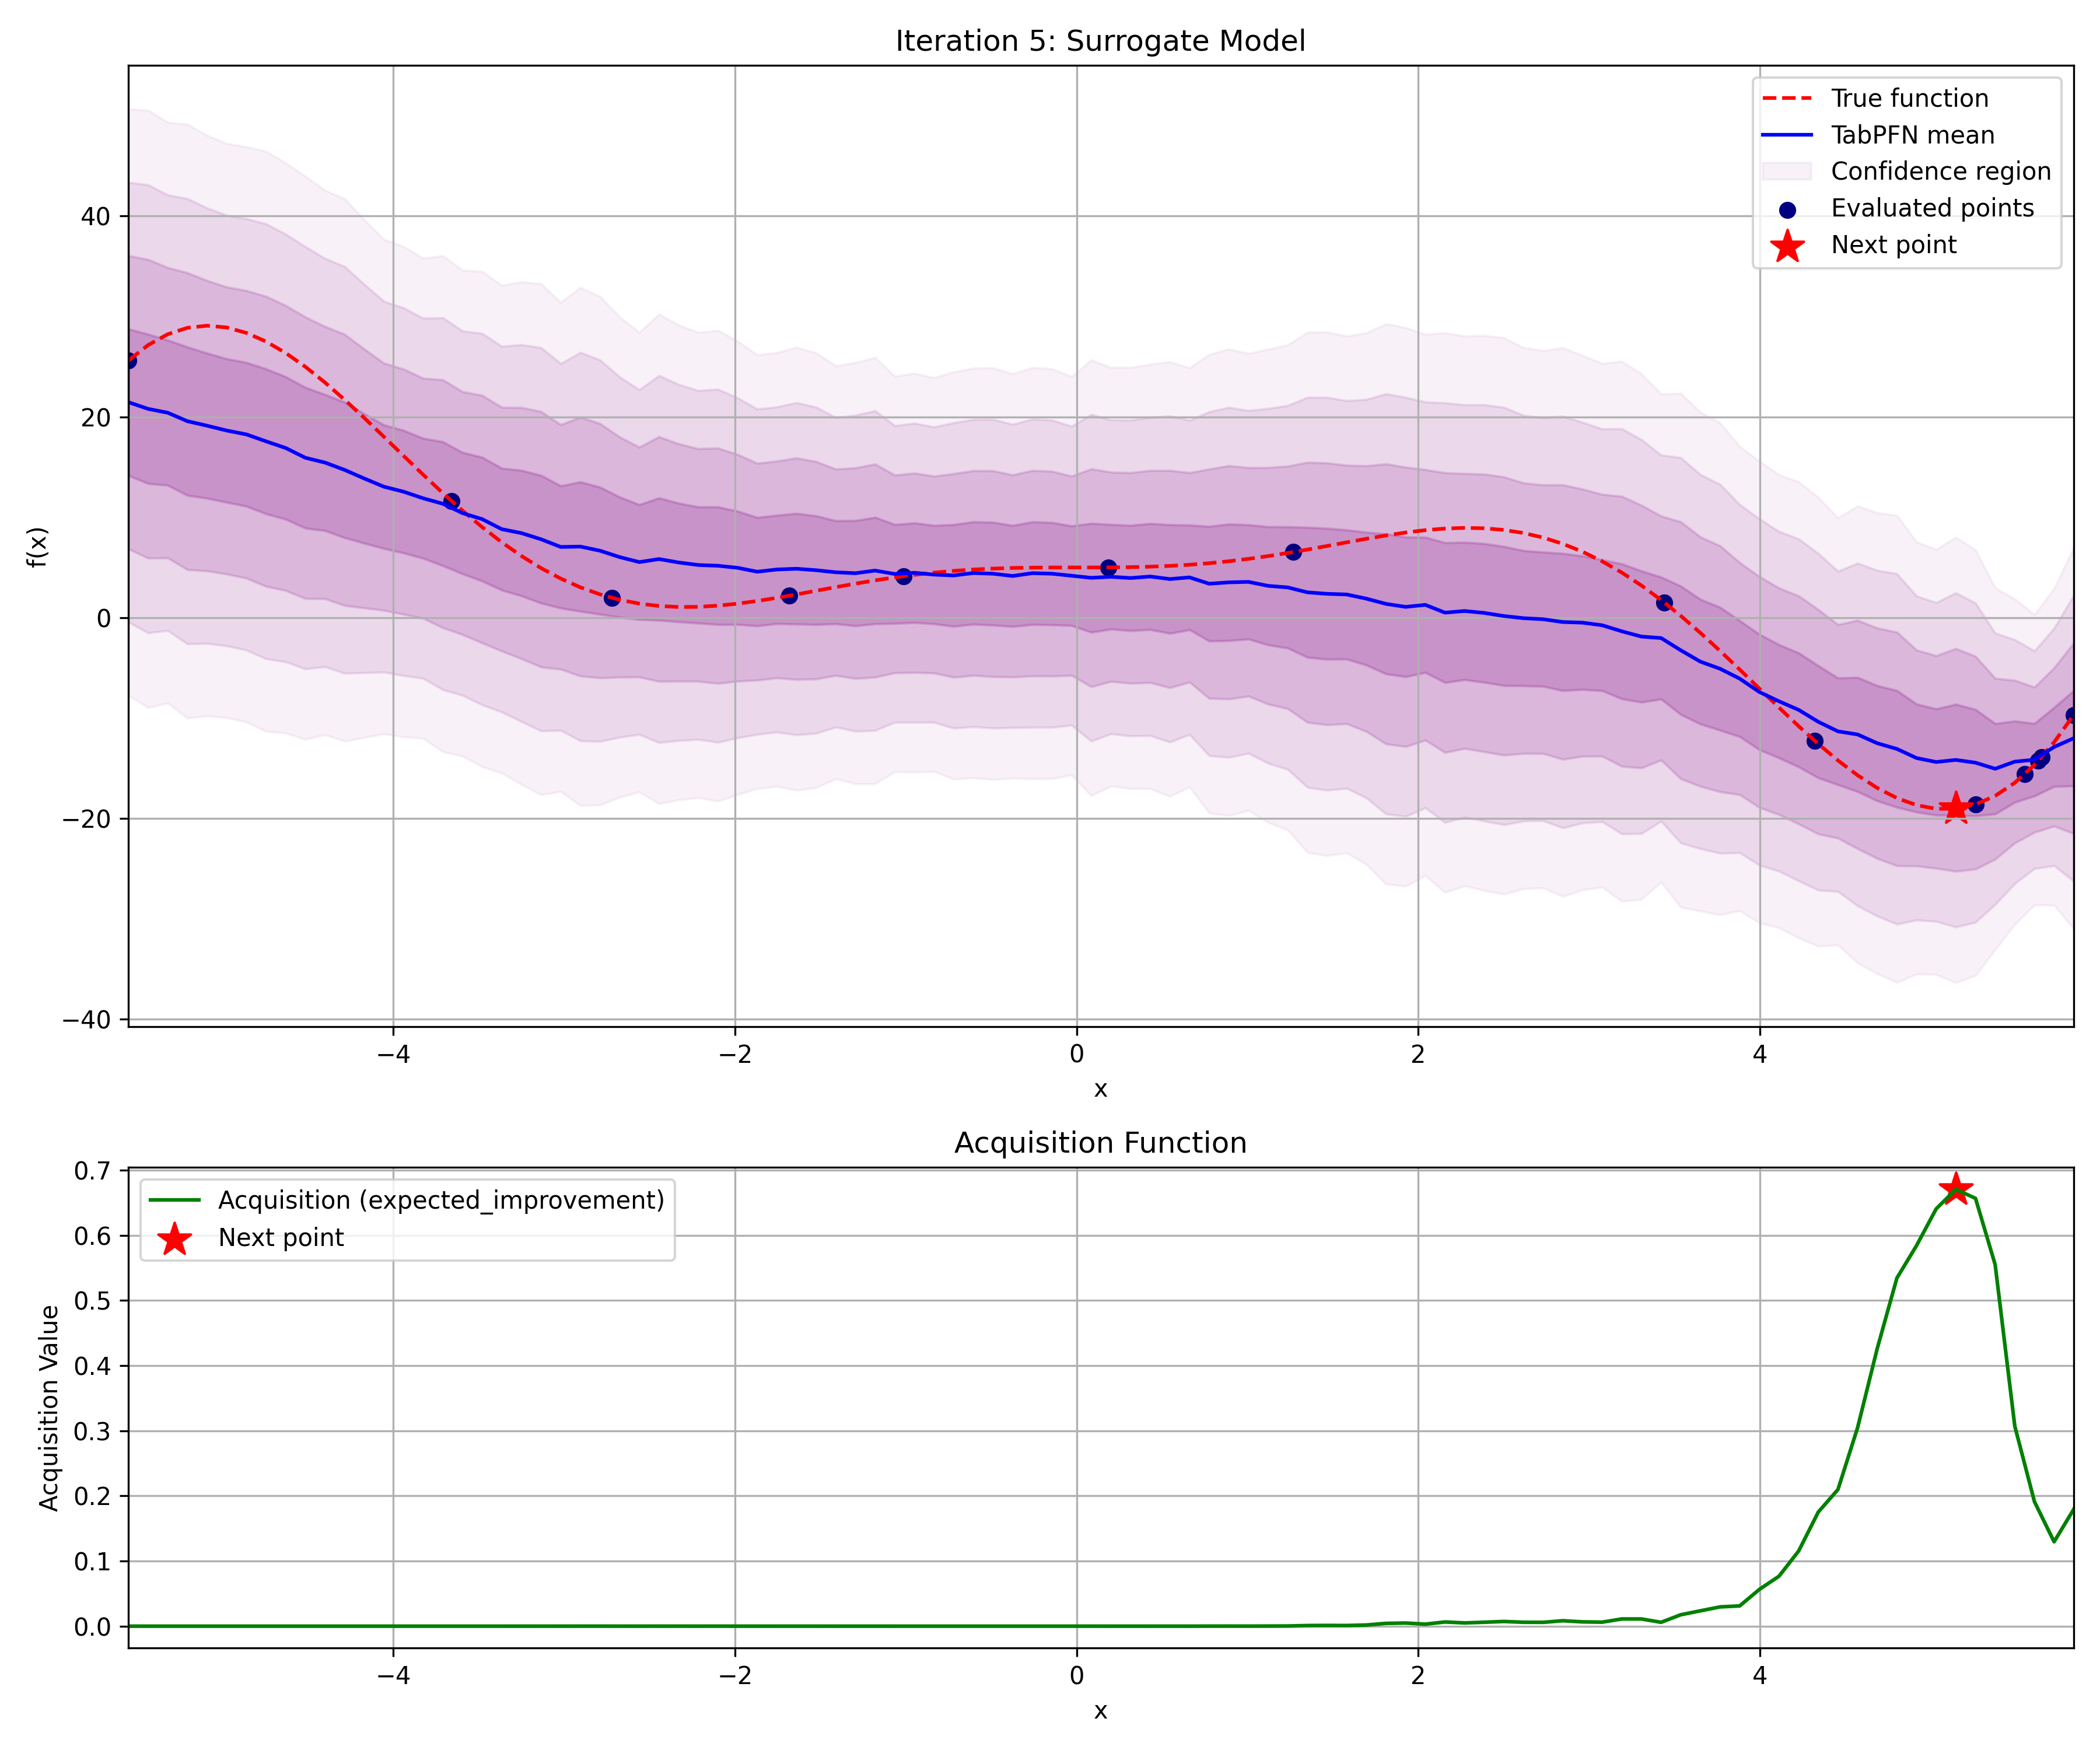 Iteration 5: Surrogate Model
True function
TabPFN mean
Confidence region
Evaluated points
Next point
f(x)
40
20
0
−20
−40
−4
−2
0
2
4
x
Acquisition Function
Acquisition (expected_improvement)
Next point
Acquisition Value
0.7
0.6
0.5
0.4
0.3
0.2
0.1
0.0
−4
−2
0
2
4
x